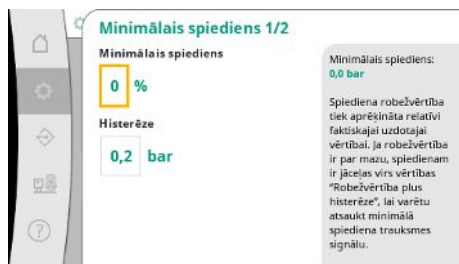 Minimālais spiediens 1/2
Minimālais spiediens
0 %
Histerēze
0,2 bar
Minimālais spiediens:
0,0 bar
Spiediena robežvērtība
tiek aprēķināta relatīvi
faktiskajai uzdotajai
vērtībai. Ja robežvērtība
ir par mazu, spiedienam
ir jāceļas virs vērtības
"Robežvērtība plus
histerēze", lai varētu
atsaukt minimālā
spiediena trauksmes
signālu.